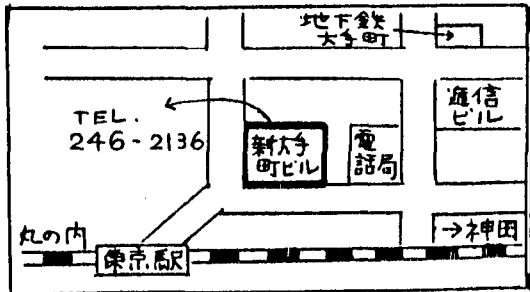 地下鉄
大手町
逓信
ビル
TEL.
246-2136
新大手
町ビル
電
話局
丸の内
東京駅
→神田